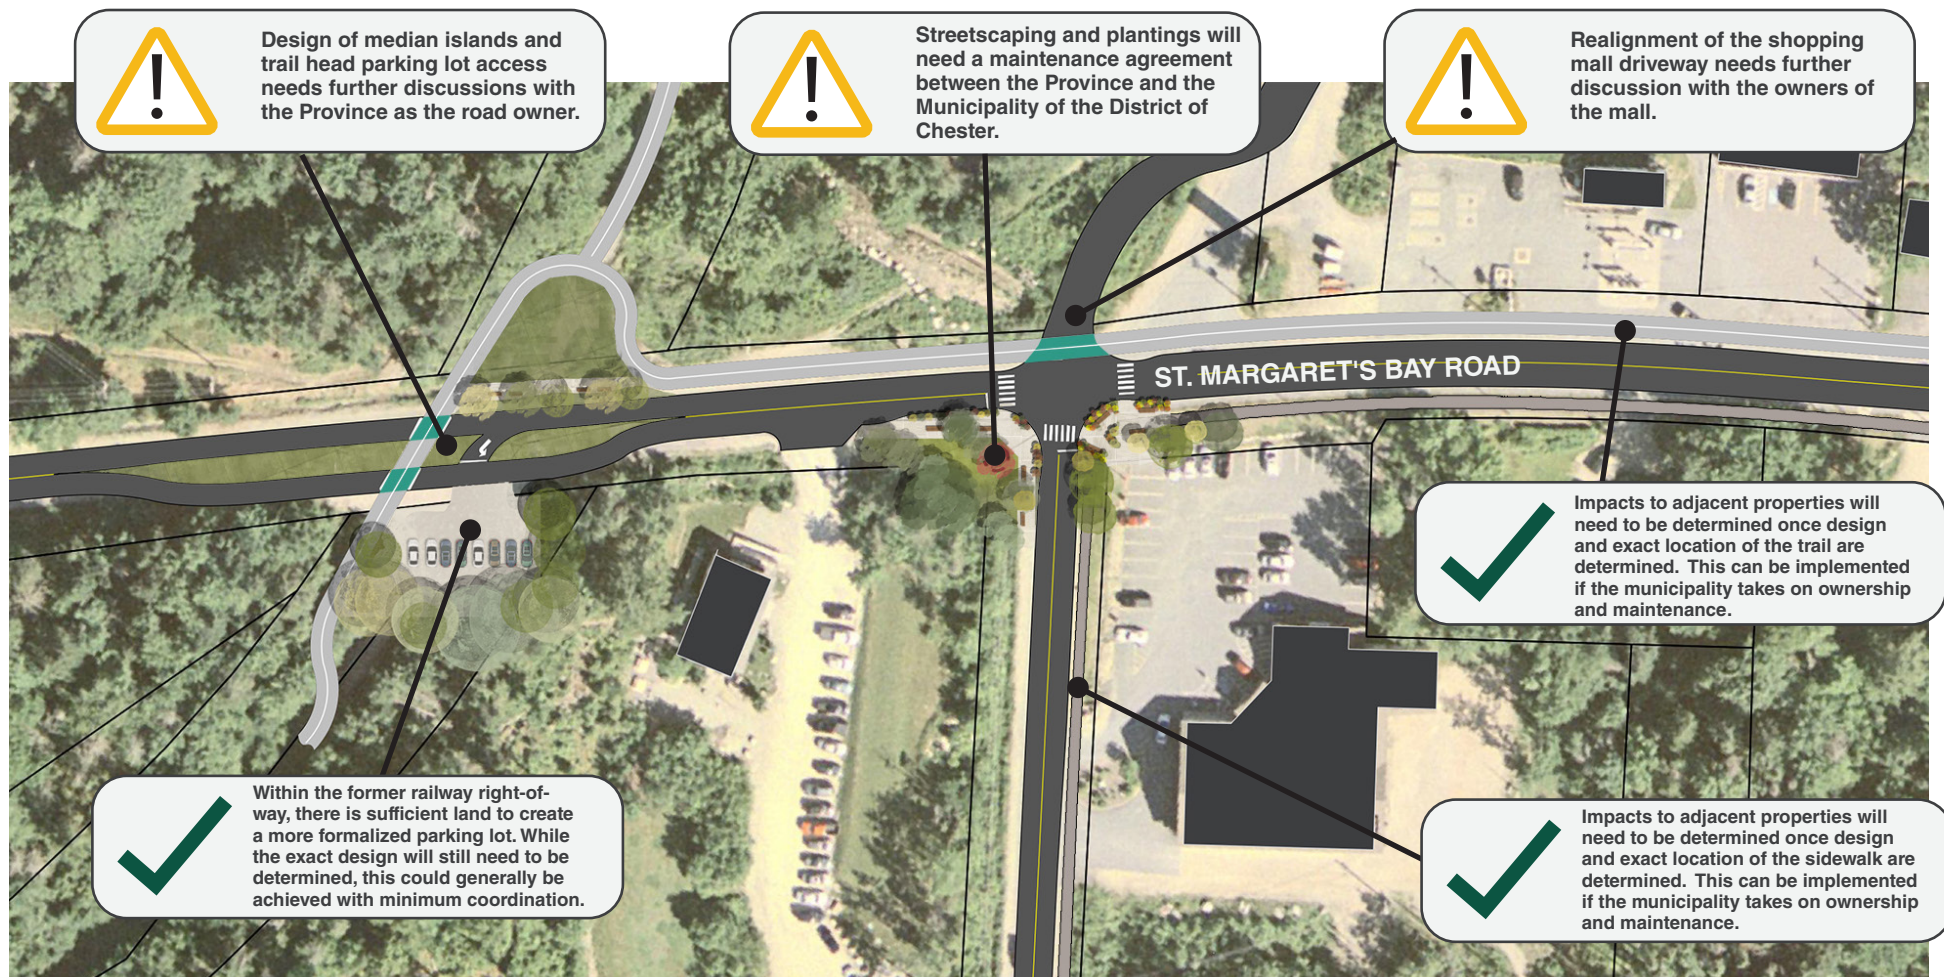 Design of median islands and
trail head parking lot access
needs further discussions with
the Province as the road owner.
Streetscaping and plantings will
need a maintenance agreement
between the Province and the
Municipality of the District of
Chester.
Realignment of the shopping
mall driveway needs further
discussion with the owners of
the mall.
ST. MARGARET'S BAY ROAD
Impacts to adjacent properties will
need to be determined once design
and exact location of the trail are
determined.  This can be implemented
if the municipality takes on ownership
and maintenance.
Within the former railway right-of-
way, there is sufficient land to create
a more formalized parking lot. While
the exact design will still need to be
determined, this could generally be
achieved with minimum coordination.
Impacts to adjacent properties will
need to be determined once design
and exact location of the sidewalk are
determined.  This can be implemented
if the municipality takes on ownership
and maintenance.